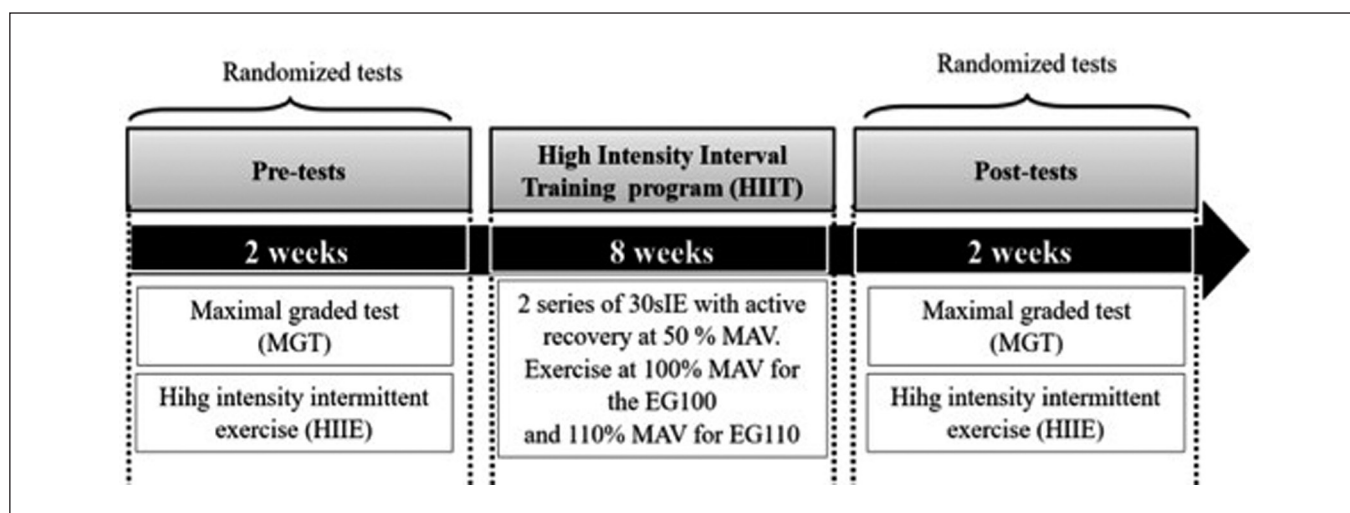 Randomized tests
Randomized tests
Pre-tests
High Intensity Interval
Training program (HIIT)
Post-tests
2 weeks
8 weeks
2 weeks
Maximal graded test
(MGT)
Hihg intensity intermittent
exercise (HIIE)
2 series of 30sIE with active
recovery at 50 % MAV.
Exercise at 100% MAV for
the EG100
and 110% MAV for EG110
Maximal graded test
(MGT)
Hihg intensity intermittent
exercise (HIIE)